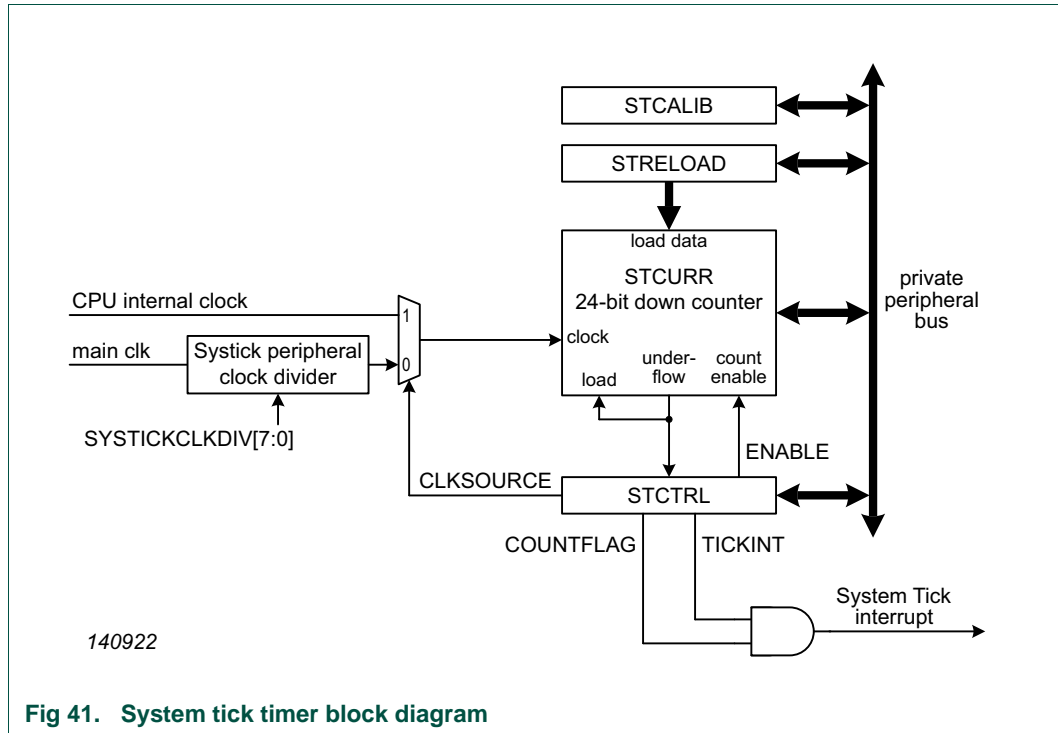 STCALIB
STRELOAD
load data
STCURR
24-bit down counter
private
peripheral
bus
CPU internal clock
1
clock
main clk
Systick peripheral
clock divider
0
under-
flow
count
enable
load
SYSTICKCLKDIV[7:0]
ENABLE
CLKSOURCE
STCTRL
COUNTFLAG
TICKINT
System Tick
interrupt
140922
Fig 41. System tick timer block diagram